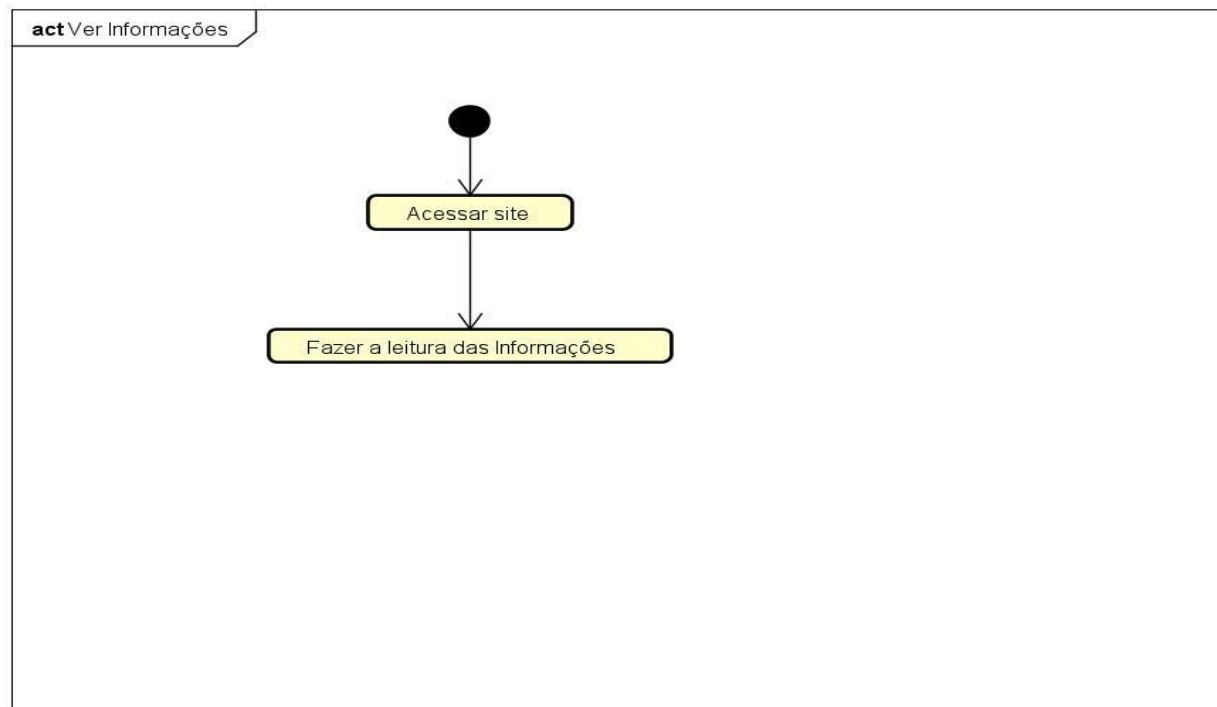 act Ver Informações
Acessar site
Fazer a leitura das Informações